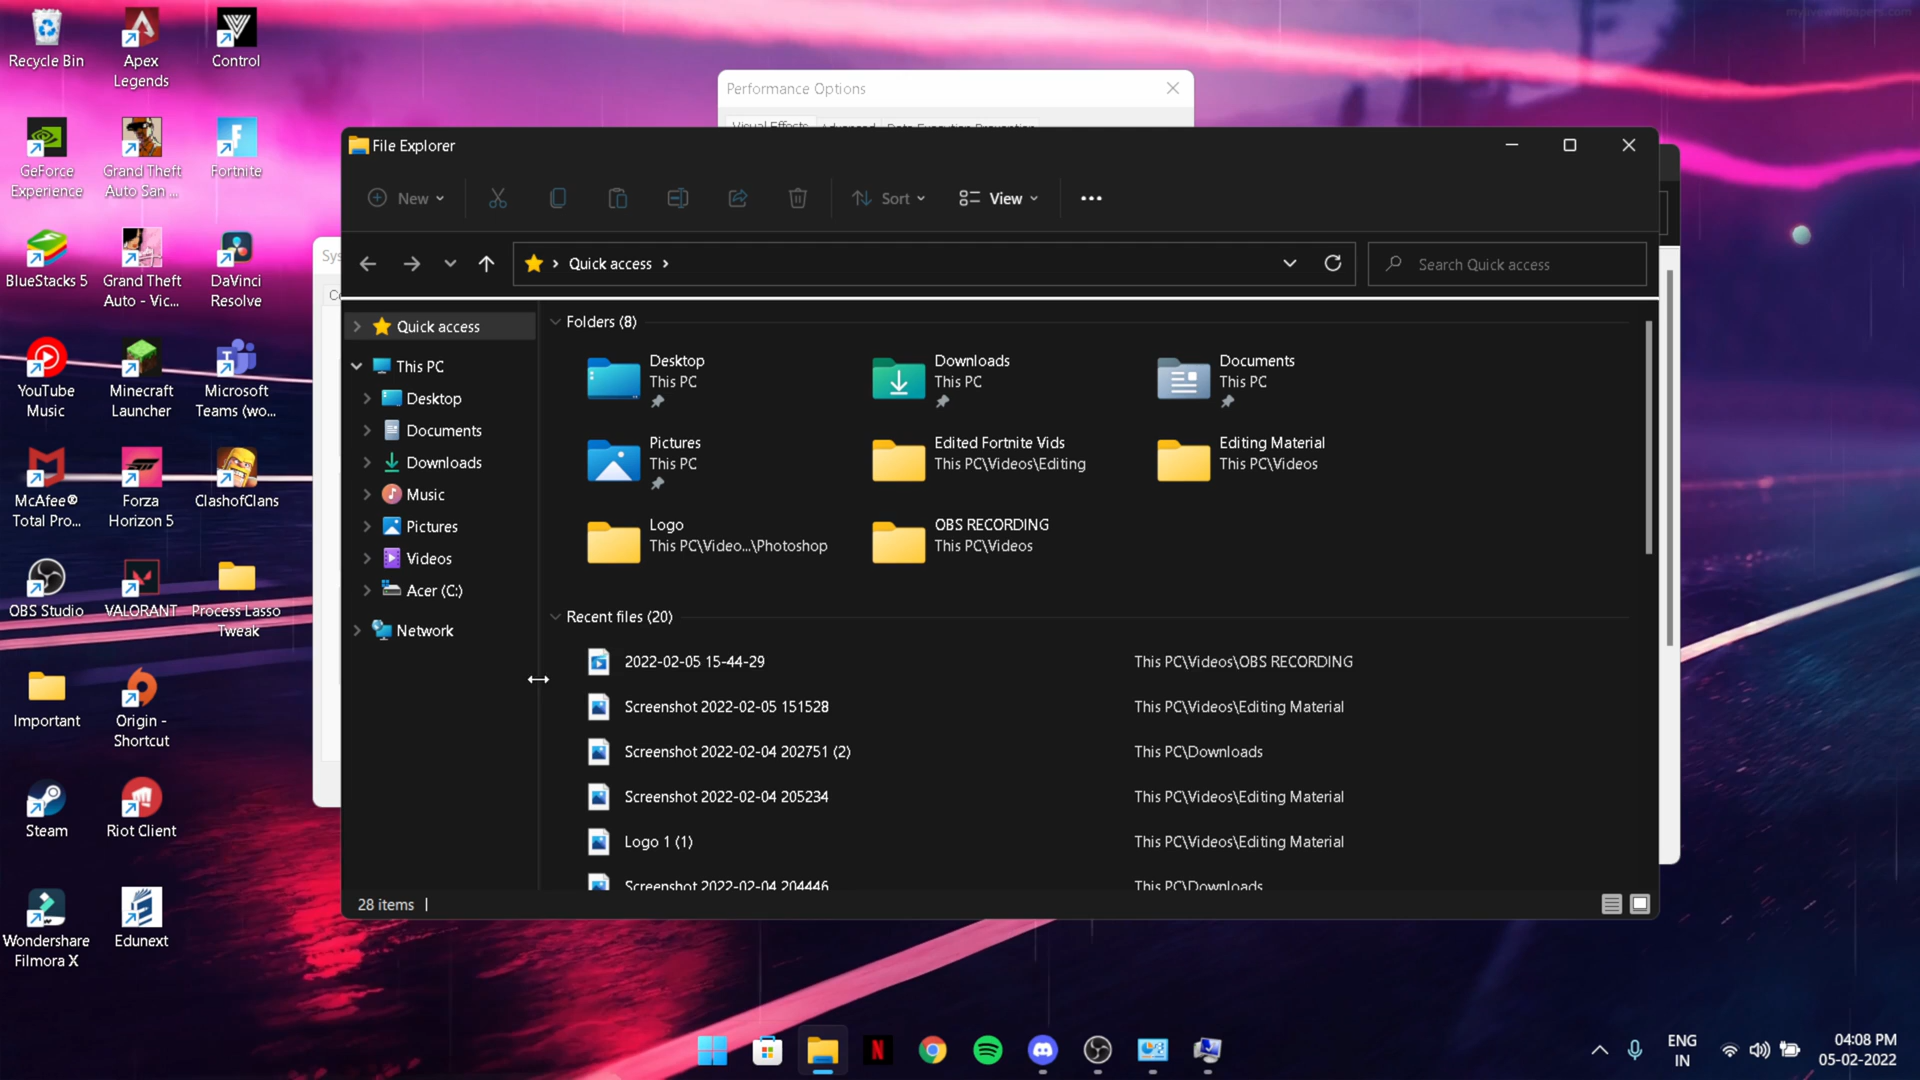 mylivewallpapers.com
Recycle Bin
Apex
Legends
Control
GeForce
Experience
Grand Theft
Auto San ...
Fortnite
BlueStacks 5
Grand Theft
Auto - Vic...
DaVinci
Resolve
YouTube
Music
Minecraft
Launcher
Microsoft
Teams (wo...
McAfee®
Total Pro...
Forza
Horizon 5
ClashofClans
OBS Studio
VALORANT
Process Lasso
Tweak
Important
Origin -
Shortcut
Steam
Riot Client
Wondershare
Filmora X
Edunext
Performance Options
Visual Effects Advanced Data Execution Prevention
Sys
Co
File Explorer
New
Sort
View
Quick access
Search Quick access
Quick access
This PC
Desktop
Documents
Downloads
Music
Pictures
Videos
Acer (C:)
Network
Folders (8)
Desktop
This PC
Downloads
This PC
Documents
This PC
Pictures
This PC
Edited Fortnite Vids
This PC\Videos\Editing
Editing Material
This PC\Videos
Logo
This PC\Video...\Photoshop
OBS RECORDING
This PC\Videos
Recent files (20)
2022-02-05 15-44-29 This PC\Videos\OBS RECORDING
Screenshot 2022-02-05 151528 This PC\Videos\Editing Material
Screenshot 2022-02-04 202751 (2) This PC\Downloads
Screenshot 2022-02-04 205234 This PC\Videos\Editing Material
Logo 1 (1) This PC\Videos\Editing Material
Screenshot 2022-02-04 204446 This PC\Downloads
28 items
ENG
IN
04:08 PM
05-02-2022